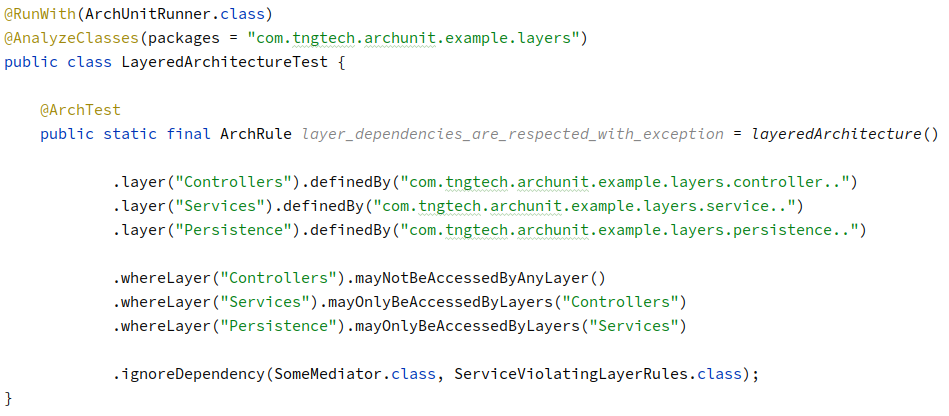 @RunWith(ArchUnitRunner.class)
@AnalyzeClasses(packages = "com.tngtech.archunit.example.layers")
public class LayeredArchitectureTest {
@ArchTest
public static final ArchRule layer_dependencies_are_respected_with_exception = layeredArchitecture()
.layer("Controllers").definedBy("com.tngtech.archunit.example.layers.controller..")
.layer("Services").definedBy("com.tngtech.archunit.example.layers.service..")
.layer("Persistence").definedBy("com.tngtech.archunit.example.layers.persistence..")
.whereLayer("Controllers").mayNotBeAccessedByAnyLayer()
.whereLayer("Services").mayOnlyBeAccessedByLayers("Controllers")
.whereLayer("Persistence").mayOnlyBeAccessedByLayers("Services")
.ignoreDependency(SomeMediator.class, ServiceViolatingLayerRules.class);
}